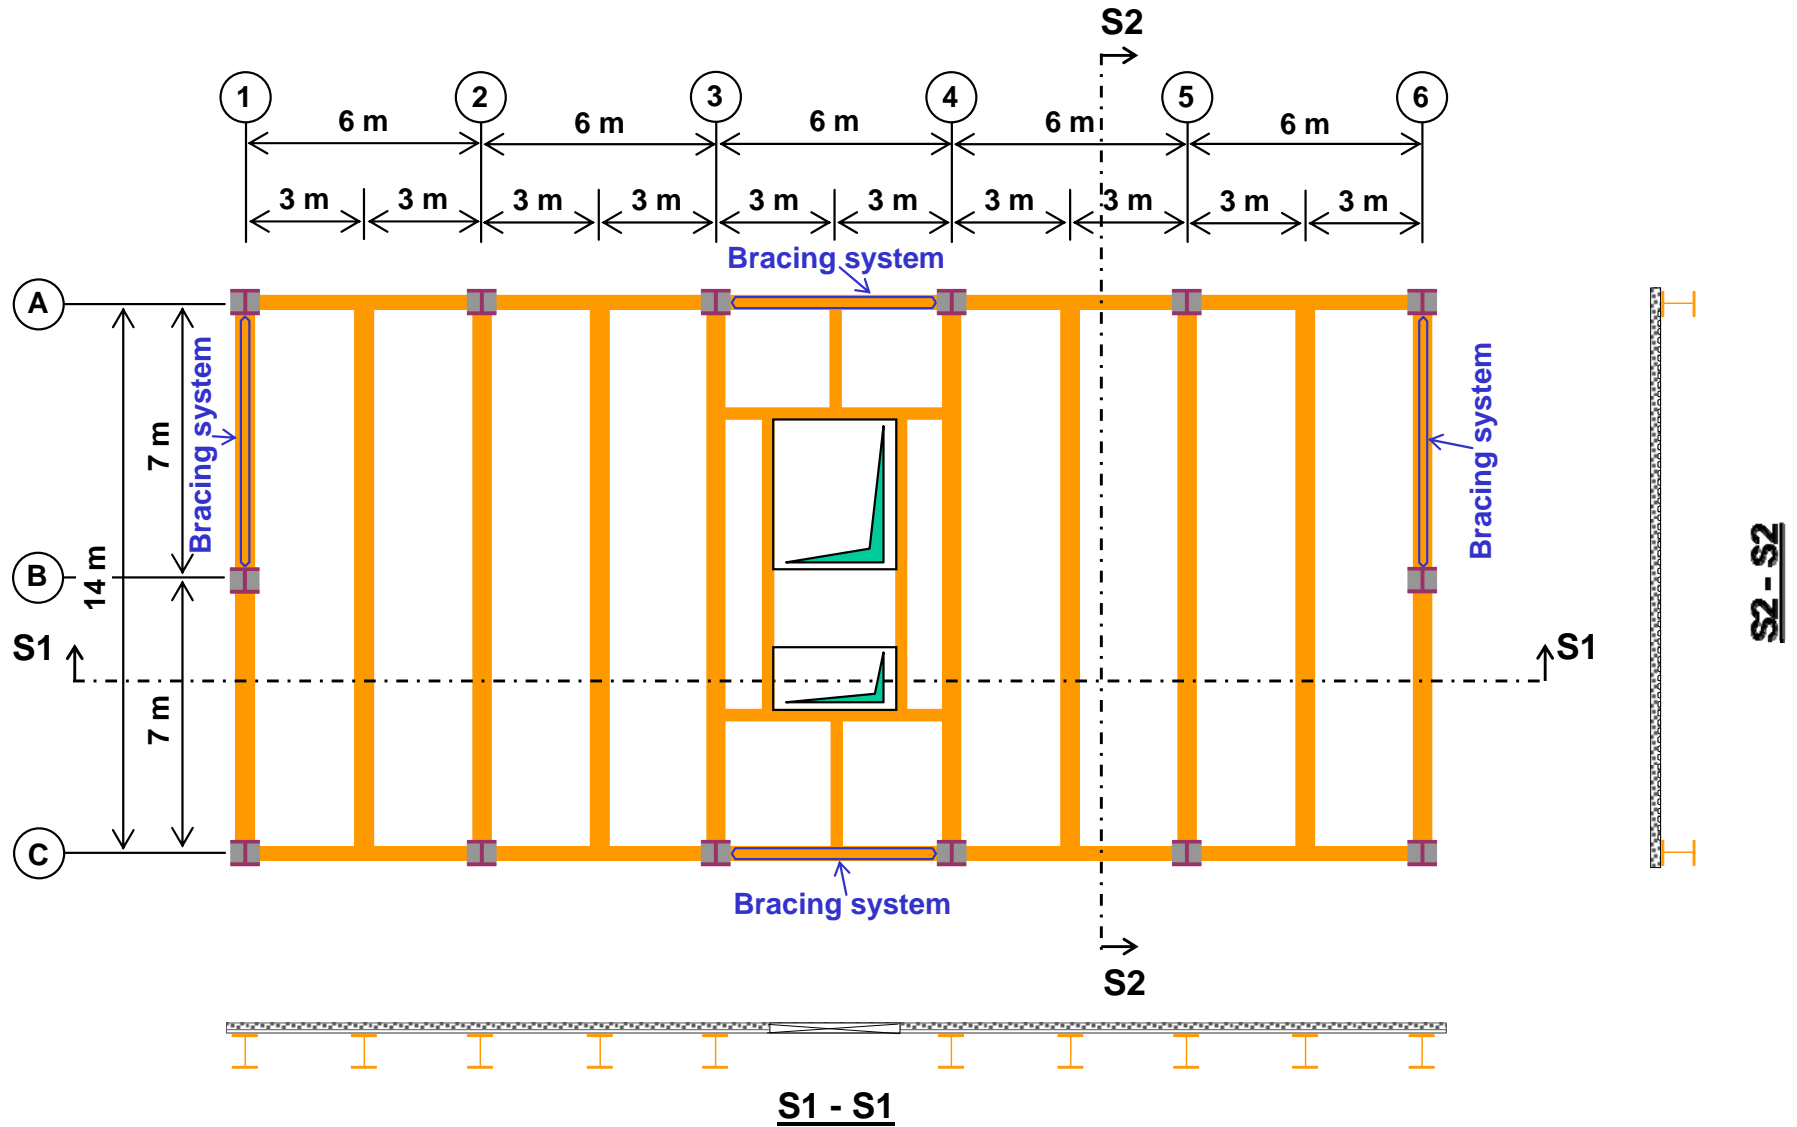 S2
1 2 3 4 5 6
6 m 6 m 6 m 6 m 6 m
3 m 3 m 3 m 3 m 3 m 3 m 3 m 3 m 3 m 3 m
Bracing system
A
Bracing system
7 m
Bracing system
B
14 m
S2 - S2
S1 S1
7 m
C
Bracing system
S2
S1 - S1